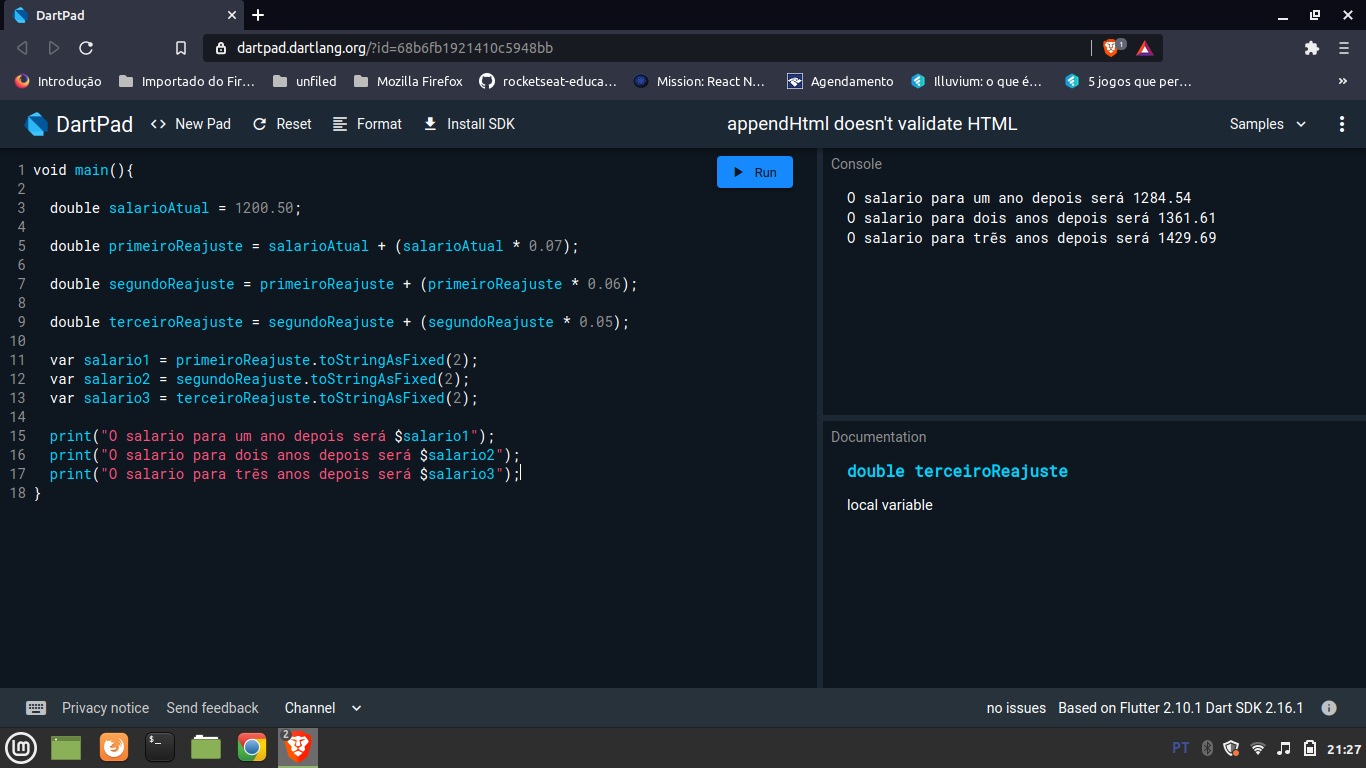 DartPad
dartpad.dartlang.org/?id=68b6fb1921410c5948bb
1
Introdução
Importado do Fir...
unfiled
Mozilla Firefox
rocketseat-educa...
Mission: React N...
Agendamento
Illuvium: o que é...
5 jogos que per...
»
DartPad
<> New Pad
Reset
Format
Install SDK
appendHtml doesn't validate HTML
Samples
1 void main(){
2
3 double salarioAtual = 1200.50;
4
5 double primeiroReajuste = salarioAtual + (salarioAtual * 0.07);
6
7 double segundoReajuste = primeiroReajuste + (primeiroReajuste * 0.06);
8
9 double terceiroReajuste = segundoReajuste + (segundoReajuste * 0.05);
10
11 var salario1 = primeiroReajuste.toStringAsFixed(2);
12 var salario2 = segundoReajuste.toStringAsFixed(2);
13 var salario3 = terceiroReajuste.toStringAsFixed(2);
14
15 print("O salario para um ano depois será $salario1");
16 print("O salario para dois anos depois será $salario2");
17 print("O salario para trẽs anos depois será $salario3");
18 }
Run
Console
O salario para um ano depois será 1284.54
O salario para dois anos depois será 1361.61
O salario para trẽs anos depois será 1429.69
Documentation
double terceiroReajuste
local variable
Privacy notice
Send feedback
Channel
no issues
Based on Flutter 2.10.1 Dart SDK 2.16.1
$_
2
PT
21:27